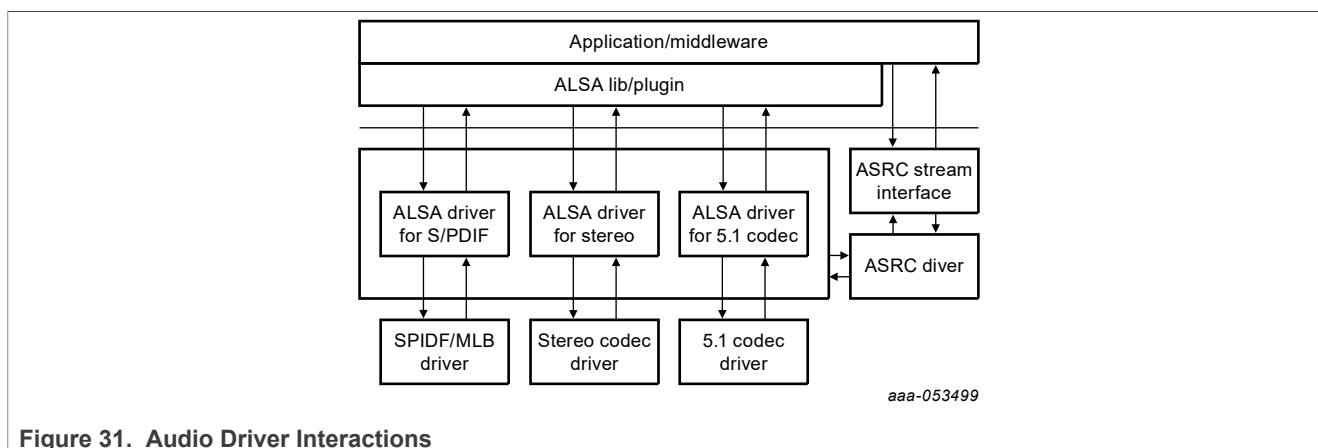 Application/middleware
ALSA lib/plugin
ASRC stream
interface
ALSA driver
for S/PDIF
ALSA driver
for stereo
ALSA driver
for 5.1 codec
ASRC diver
SPIDF/MLB
driver
Stereo codec
driver
5.1 codec
driver
aaa-053499
Figure 31. Audio Driver Interactions